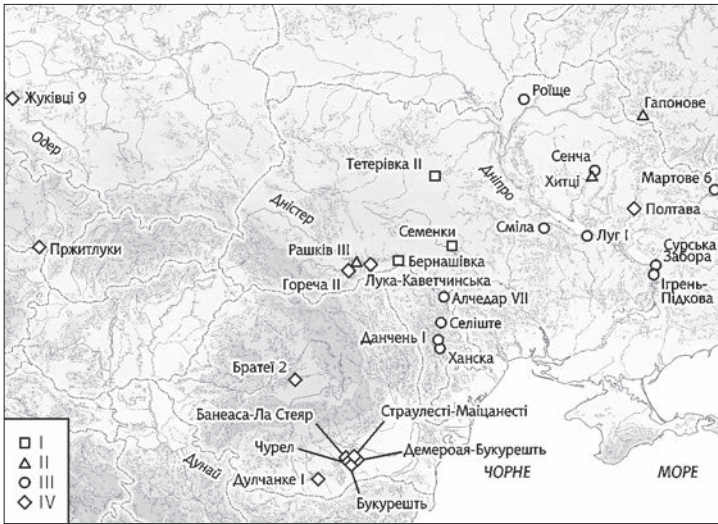 Жуківці 9
Роїще
Гапонове
Одер
Сенча
Хитці
Тетерівка II
Дніпро
Мартове 6
Полтава
Дністер
Семенки
Сміла
Луг I
Сурська
Забора
Пржитлуки
Рашків III
Бернашівка
Гореча II
Лука-Каветчинська
Ігрень-
Підкова
Алчедар VII
Селіште
Данчень I
Ханска
Братеї 2
Банеаса-Ла Стеяр
Страулесті-Маіцанесті
Чурел
Демероая-Букурешть
Дунай
Дулчанке I
Букурешть
ЧОРНЕ
МОРЕ
I
II
III
IV